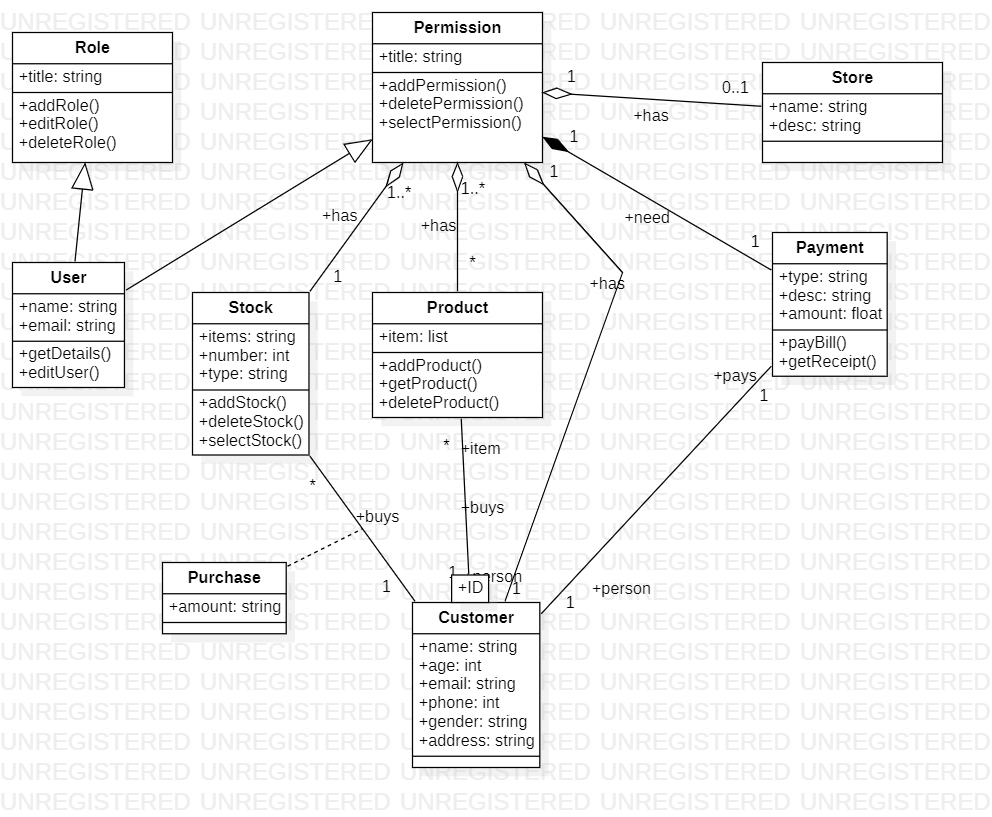 Role
+title: string
+addRole()
+editRole()
+deleteRole()
Permission
+title: string
+addPermission()
+deletePermission()
+selectPermission()
Store
+name: string
+desc: string
1
0..1
+has
1
+need
1
1
+has
1
1..*
+has
1
1..*
+has
*
User
+name: string
+email: string
+getDetails()
+editUser()
Stock
+items: string
+number: int
+type: string
+addStock()
+deleteStock()
+selectStock()
Product
+item: list
+addProduct()
+getProduct()
+deleteProduct()
Payment
+type: string
+desc: string
+amount: float
+payBill()
+getReceipt()
+pays
1
+person
1
*
+buys
1
*
+item
+buys
1
+person
+ID
Purchase
+amount: string
Customer
+name: string
+age: int
+email: string
+phone: int
+gender: string
+address: string
UNREGISTERED